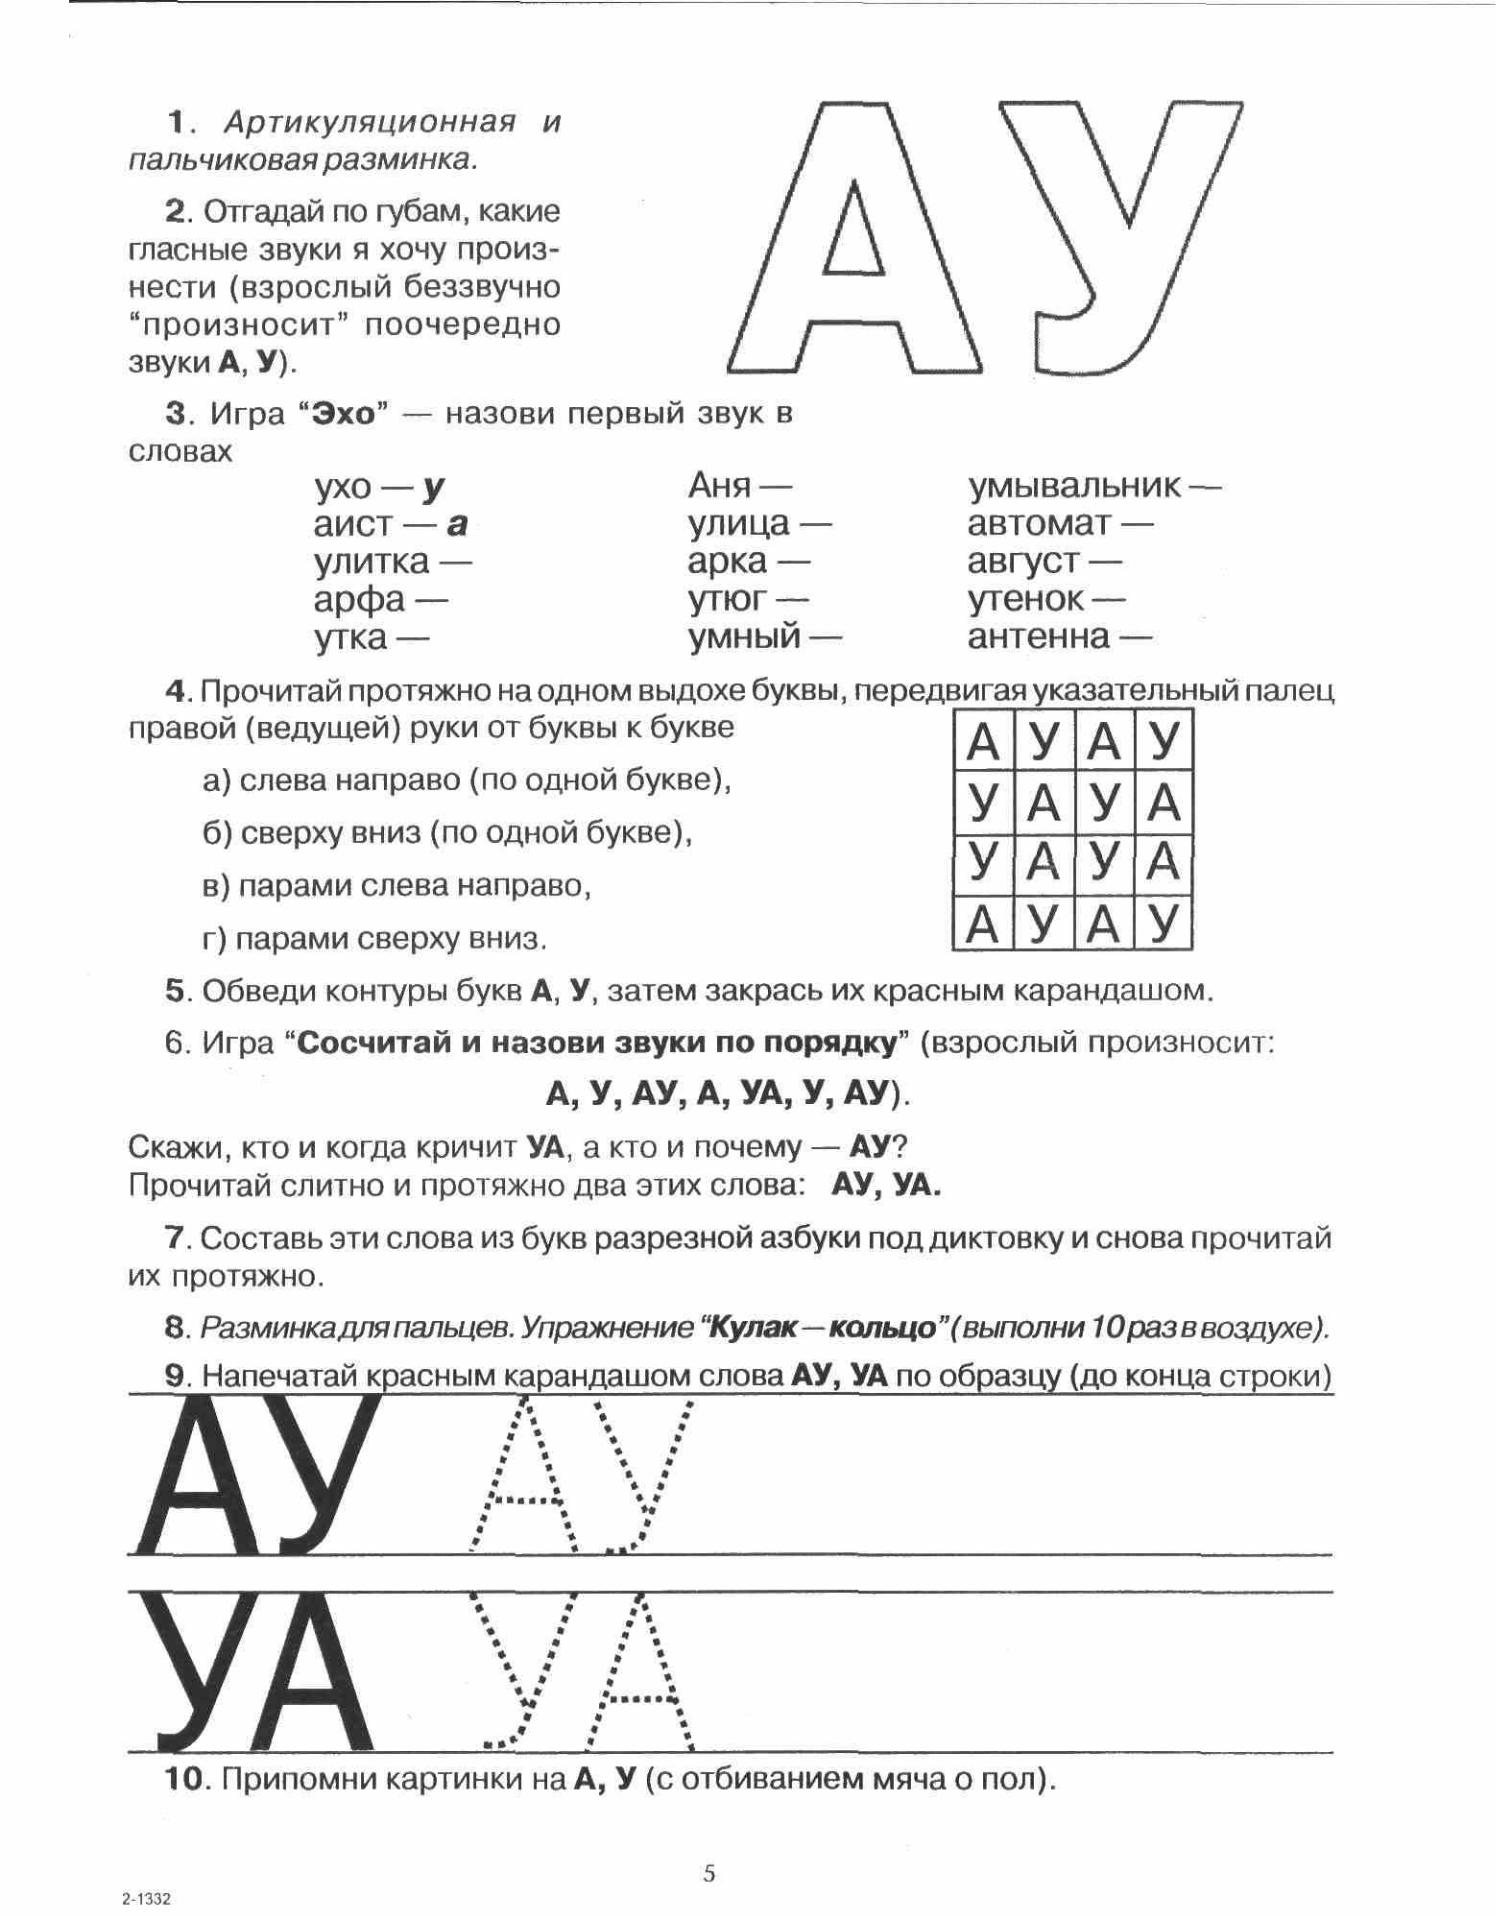 АУ
1. Артикуляционная и
пальчиковая разминка.
2. Отгадай по губам, какие
гласные звуки я хочу произ-
нести (взрослый беззвучно
“произносит” поочередно
звуки А, У).
3. Игра “Эхо” — назови первый звук в
словах
ухо — у Аня — умывальник —
аист — а улица — автомат —
улитка — арка — август —
арфа — утюг — утенок —
утка — умный — антенна —
4. Прочитай протяжно на одном выдохе буквы, передвигая указательный палец
правой (ведущей) руки от буквы к букве
а) слева направо (по одной букве),
б) сверху вниз (по одной букве),
в) парами слева направо,
г) парами сверху вниз.
А У А У
У А У А
У А У А
А У А У
5. Обведи контуры букв А, У, затем закрась их красным карандашом.
6. Игра “Сосчитай и назови звуки по порядку” (взрослый произносит:
А, У, АУ, А, УА, У, АУ).
Скажи, кто и когда кричит УА, а кто и почему — АУ?
Прочитай слитно и протяжно два этих слова: АУ, УА.
7. Составь эти слова из букв разрезной азбуки под диктовку и снова прочитай
их протяжно.
8. Разминка для пальцев. Упражнение “Кулак — кольцо” (выполни 10 раз в воздухе).
9. Напечатай красным карандашом слова АУ, УА по образцу (до конца строки)
АУ АУ
УА УА
10. Припомни картинки на А, У (с отбиванием мяча о пол).
5
2-1332